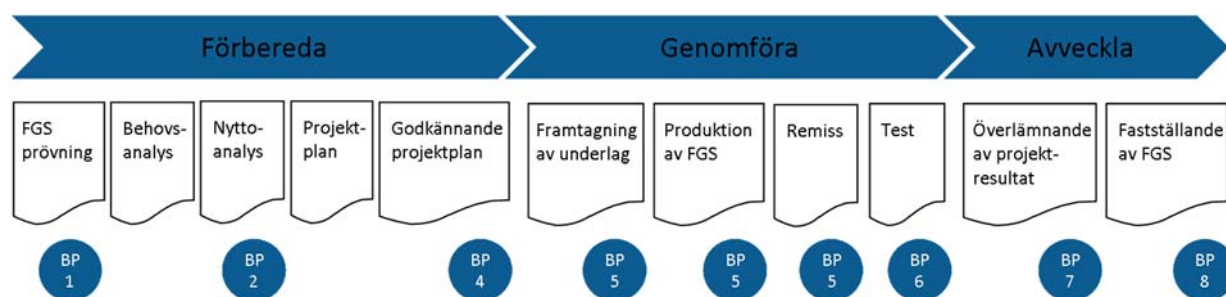 Förbereda
Genomföra
Avveckla
FGS
prövning
Behovs-
analys
Nytto-
analys
Projekt-
plan
Godkännande
projektplan
Framtagning
av underlag
Produktion
av FGS
Remiss
Test
Överlämnande
av projekt-
resultat
Fastställande
av FGS
BP
1
BP
2
BP
4
BP
5
BP
5
BP
5
BP
6
BP
7
BP
8